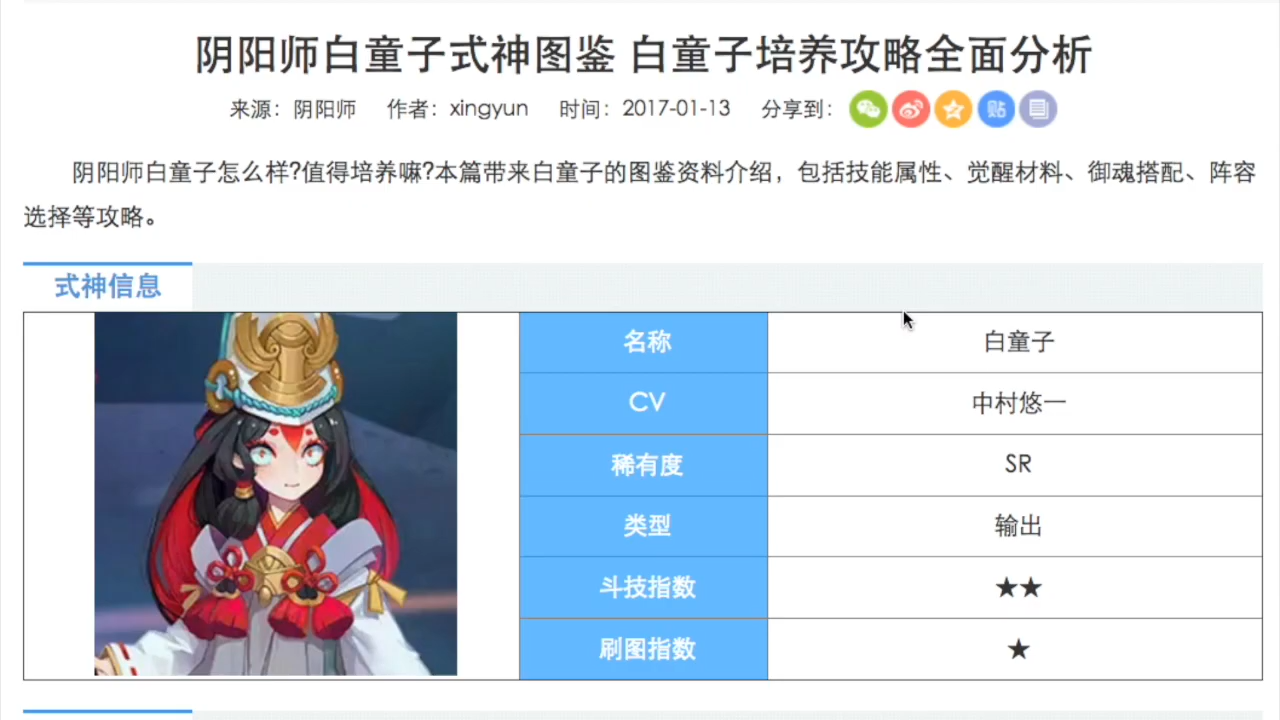 阴阳师白童子式神图鉴 白童子培养攻略全面分析
来源：阴阳师 作者：xingyun 时间：2017-01-13 分享到：
贴
阴阳师白童子怎么样?值得培养嘛?本篇带来白童子的图鉴资料介绍，包括技能属性、觉醒材料、御魂搭配、阵容
选择等攻略。
式神信息
名称 白童子
CV 中村悠一
稀有度 SR
类型 输出
斗技指数 ★★
刷图指数 ★